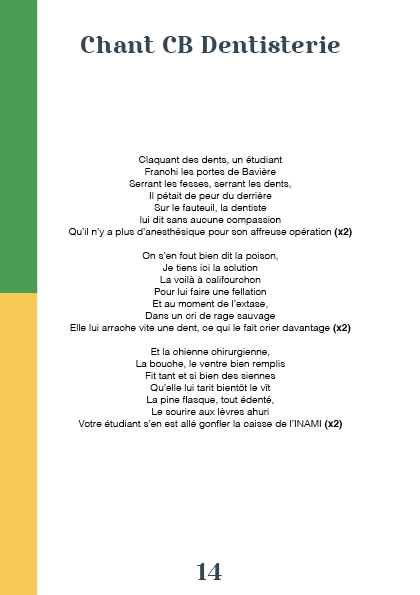 Chant CB Dentisterie
Claquant des dents, un étudiant
Franchi les portes de Bavière
Serrant les fesses, serrant les dents,
Il pétait de peur du derrière
Sur le fauteuil, la dentiste
lui dit sans aucune compassion
Qu'il n'y a plus d'anesthésique pour son affreuse opération (x2)
On s'en fout bien dit la poison,
Je tiens ici la solution
La voilà à califourchon
Pour lui faire une fellation
Et au moment de l'extase,
Dans un cri de rage sauvage
Elle lui arrache vite une dent, ce qui le fait crier davantage (x2)
Et la chienne chirurgienne,
La bouche, le ventre bien remplis
Fit tant et si bien des siennes
Qu'elle lui tarit bientôt le vît
La pine flasque, tout édenté,
Le sourire aux lèvres ahuri
Votre étudiant s'en est allé gonfler la caisse de l'INAMI (x2)
14